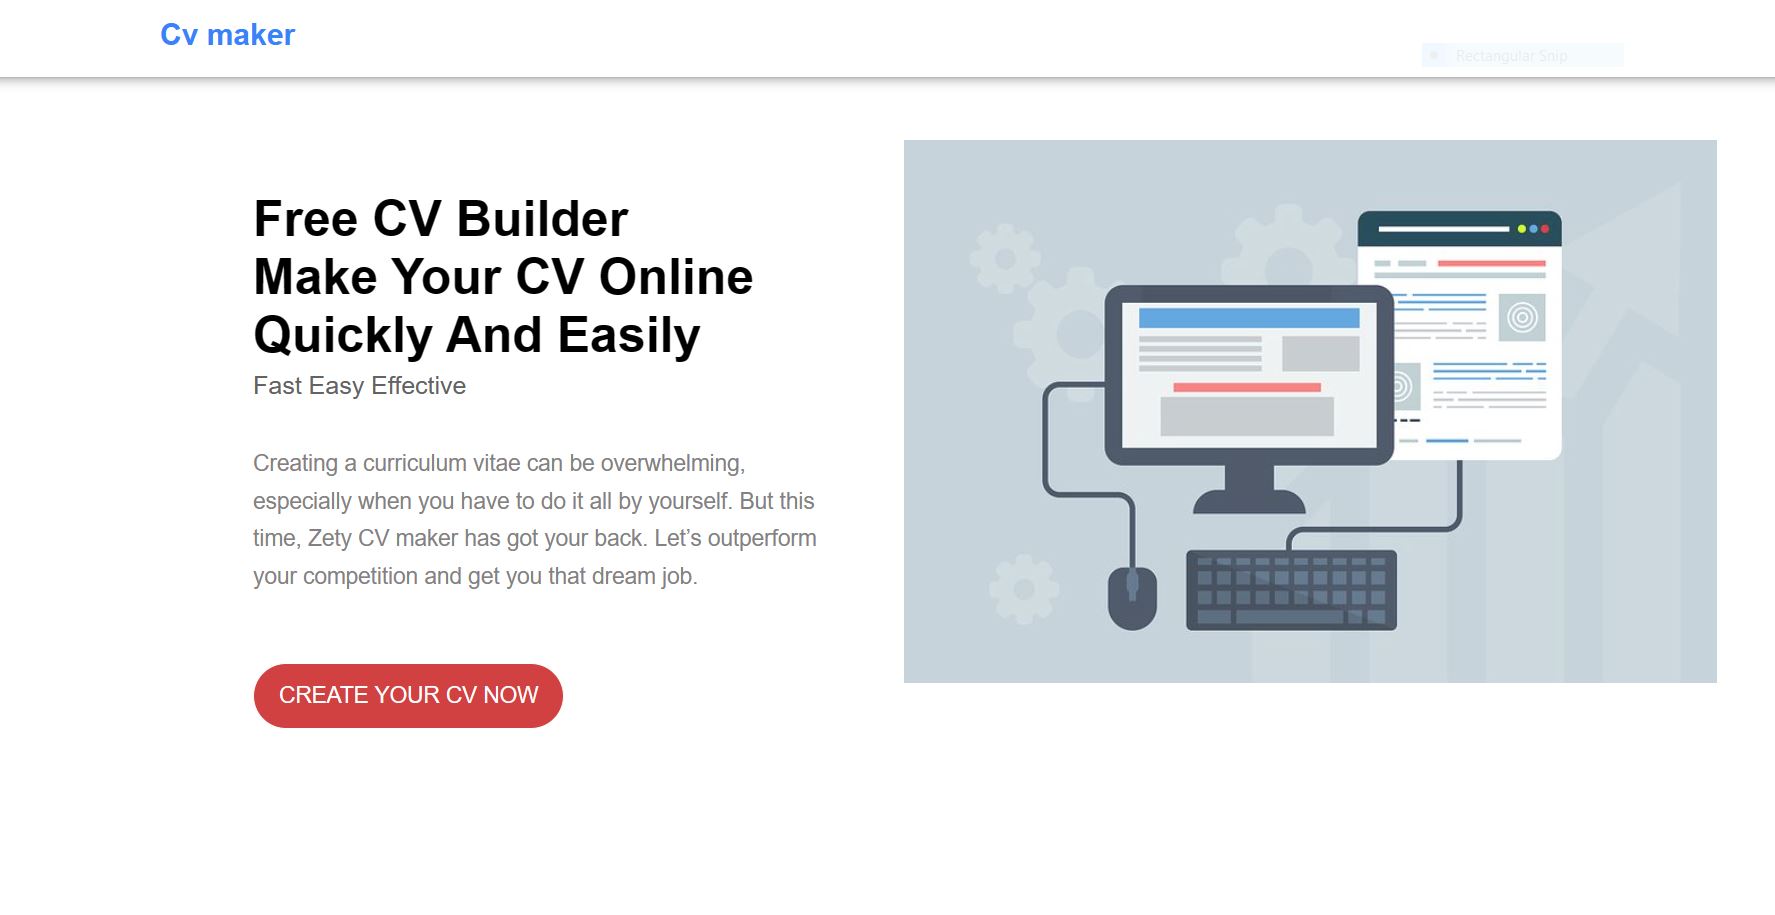 Cv maker
Rectangular Snip
Free CV Builder
Make Your CV Online
Quickly And Easily
Fast Easy Effective
Creating a curriculum vitae can be overwhelming,
especially when you have to do it all by yourself. But this
time, Zety CV maker has got your back. Let’s outperform
your competition and get you that dream job.
CREATE YOUR CV NOW